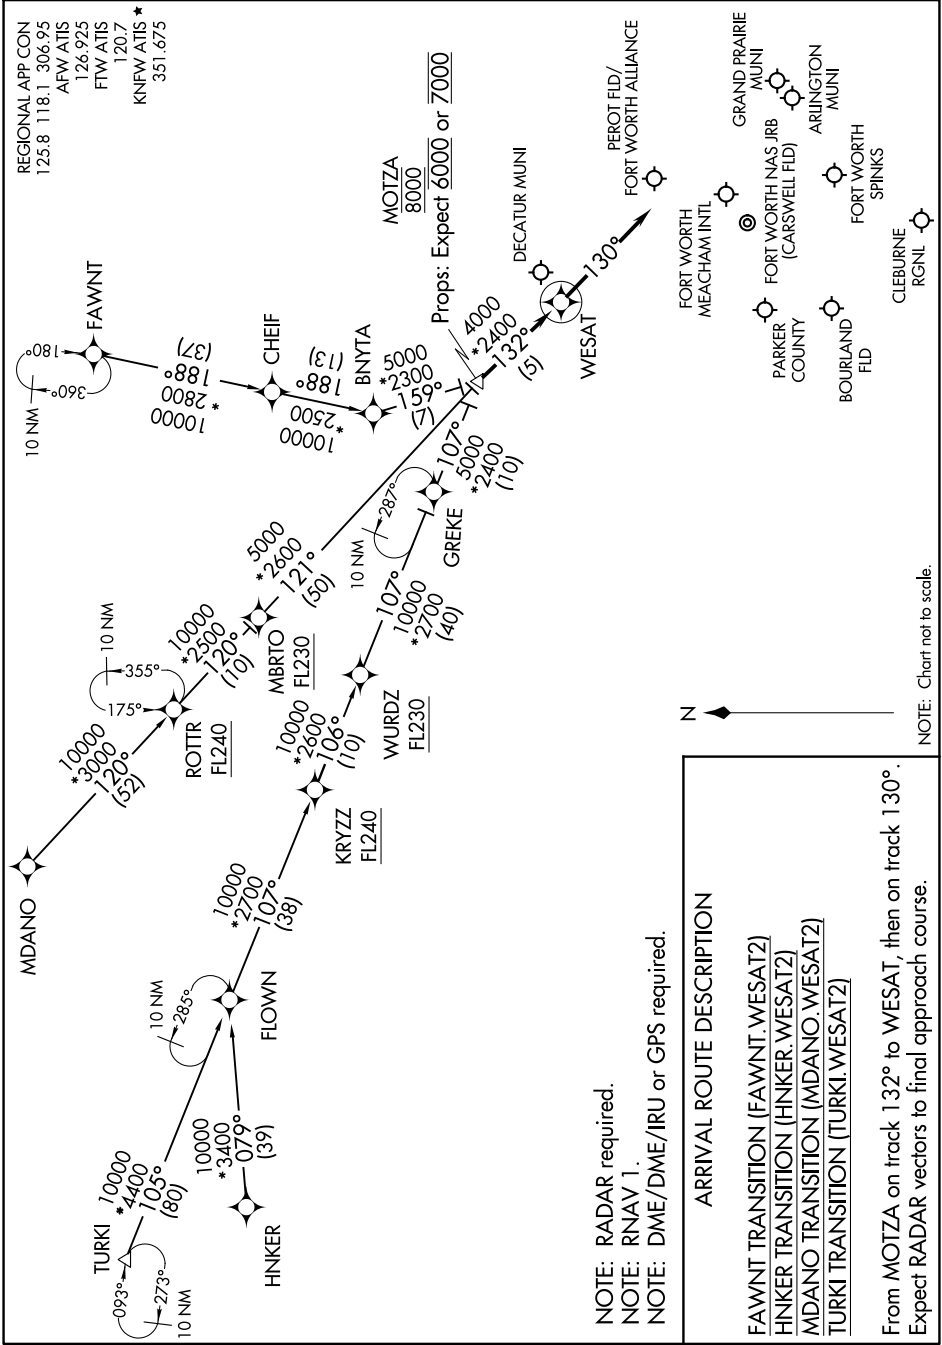 REGIONAL APP CON
125.8 118.1 306.95
AFW ATIS
126.925
FTW ATIS
120.7
KNFW ATIS ★
351.675
MDANO
10000
*3000
120°
(52)
ROTTR
FL240
175°
355°
10 NM
10000
*2500
120°
(10)
MBRTO
FL230
5000
*2600
121°
(50)
10 NM
360°
180°
FAWNT
10000
*2800
188°
(37)
CHEIF
10000
*2500
188°
(13)
BNYTA
5000
*2300
159°
(7)
MOTZA
8000
Props: Expect 6000 or 7000
TURKI
093°
273°
10 NM
10000
*4400
105°
(80)
HNKER
10000
*3400
079°
(39)
10 NM
285°
FLOWN
10000
*2700
107°
(38)
KRYZZ
FL240
10000
*2600
106°
(10)
WURDZ
FL230
10000
*2700
107°
(40)
10 NM
287°
GREKE
107°
5000
*2400
(10)
4000
*2400
132°
(5)
WESAT
130°
DECATUR MUNI
PEROT FLD/
FORT WORTH ALLIANCE
FORT WORTH
MEACHAM INTL
GRAND PRAIRIE
MUNI
ARLINGTON
MUNI
FORT WORTH NAS JRB
(CARSWELL FLD)
PARKER
COUNTY
FORT WORTH
SPINKS
BOURLAND
FLD
CLEBURNE
RGNL
N
NOTE: Chart not to scale.
NOTE: RADAR required.
NOTE: RNAV 1.
NOTE: DME/DME/IRU or GPS required.
ARRIVAL ROUTE DESCRIPTION
FAWNT TRANSITION (FAWNT.WESAT2)
HNKER TRANSITION (HNKER.WESAT2)
MDANO TRANSITION (MDANO.WESAT2)
TURKI TRANSITION (TURKI.WESAT2)
From MOTZA on track 132° to WESAT, then on track 130°.
Expect RADAR vectors to final approach course.